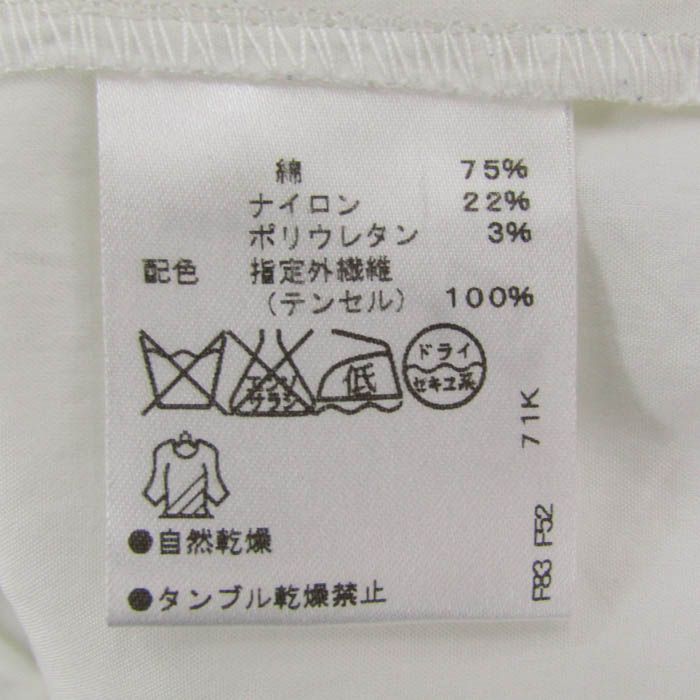 綿 75%
ナイロン 22%
ポリウレタン 3%
配色 指定外繊維
(テンセル) 100%
エンソ
サラシ
低
ドライ
セキユ系
●自然乾燥
●タンブル乾燥禁止
71K
F83 F52